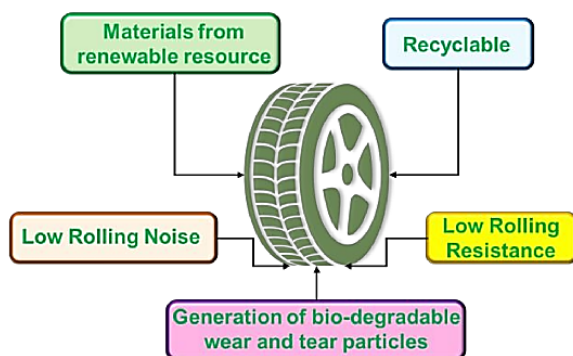 Materials from
renewable resource
Recyclable
Low Rolling Noise
Low Rolling
Resistance
Generation of bio-degradable
wear and tear particles